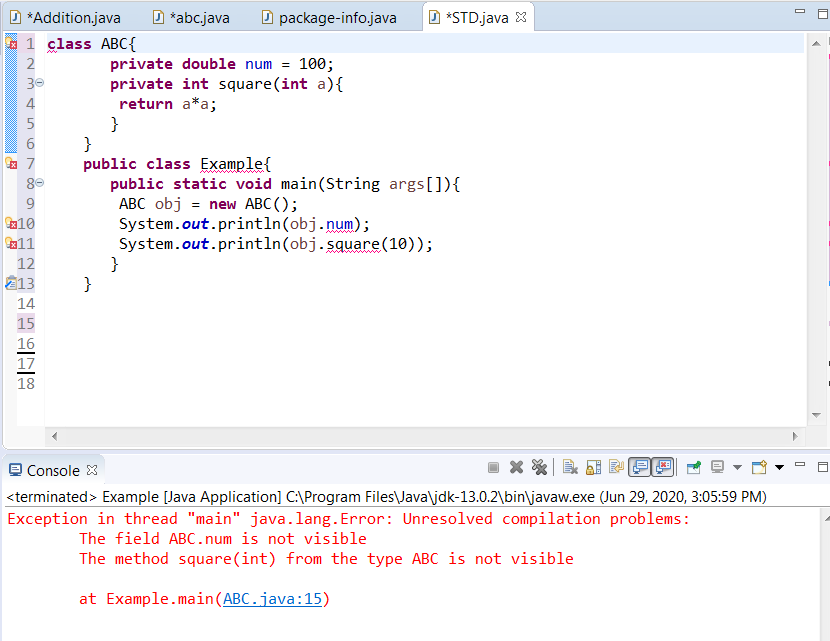 *Addition.java *abc.java package-info.java *STD.java
1 class ABC{
2 private double num = 100;
3 private int square(int a){
4 return a*a;
5 }
6 }
7 public class Example{
8 public static void main(String args[]){
9 ABC obj = new ABC();
10 System.out.println(obj.num);
11 System.out.println(obj.square(10));
12 }
13 }
14
15
16
17
18
Console
<terminated> Example [Java Application] C:\Program Files\Java\jdk-13.0.2\bin\javaw.exe (Jun 29, 2020, 3:05:59 PM)
Exception in thread "main" java.lang.Error: Unresolved compilation problems:
The field ABC.num is not visible
The method square(int) from the type ABC is not visible
at Example.main(ABC.java:15)